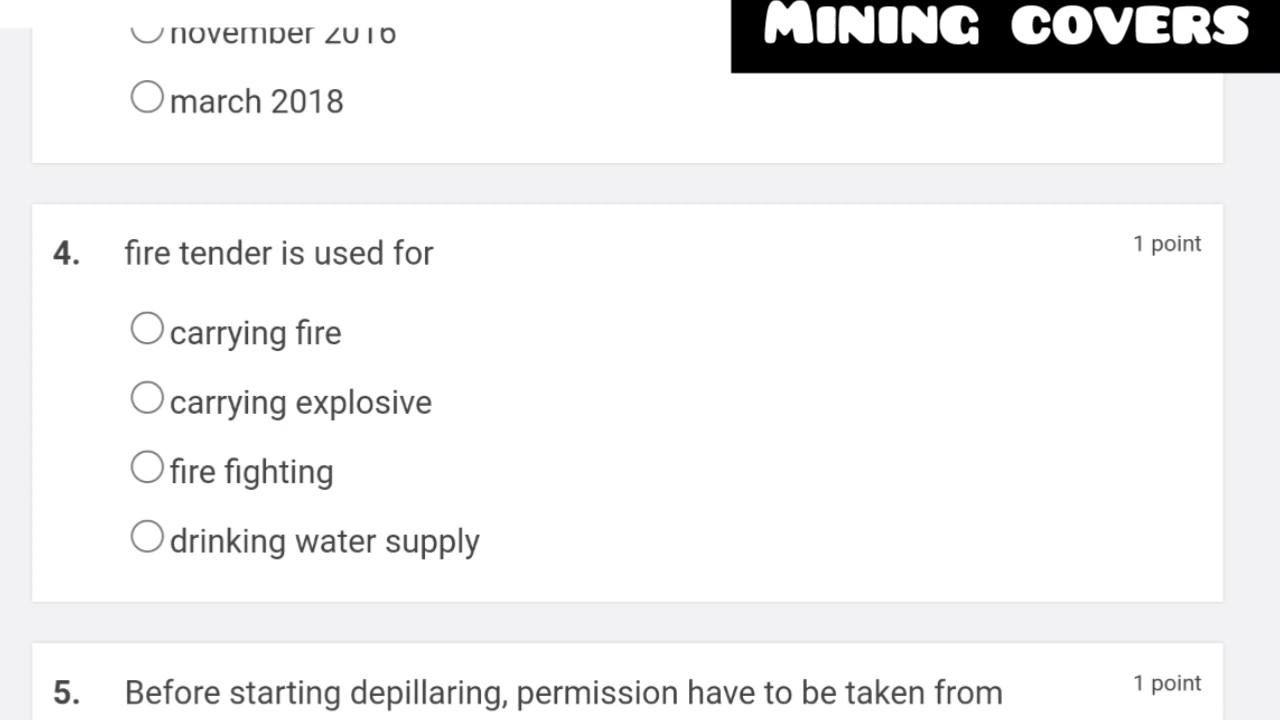 MINING COVERS
november 2016
march 2018
4. fire tender is used for
1 point
carrying fire
carrying explosive
fire fighting
drinking water supply
5. Before starting depillaring, permission have to be taken from
1 point